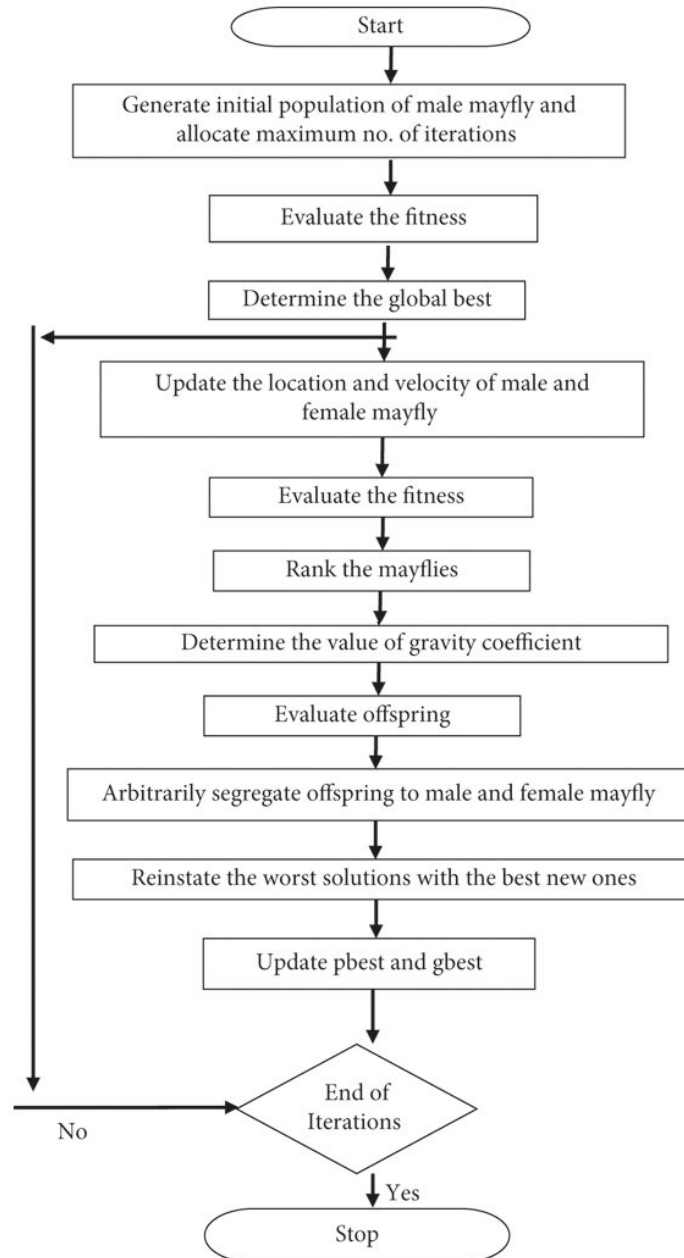 Start
Generate initial population of male mayfly and
allocate maximum no. of iterations
Evaluate the fitness
Determine the global best
Update the location and velocity of male and
female mayfly
Evaluate the fitness
Rank the mayflies
Determine the value of gravity coefficient
Evaluate offspring
Arbitrarily segregate offspring to male and female mayfly
Reinstate the worst solutions with the best new ones
Update pbest and gbest
End of
Iterations
No
Yes
Stop